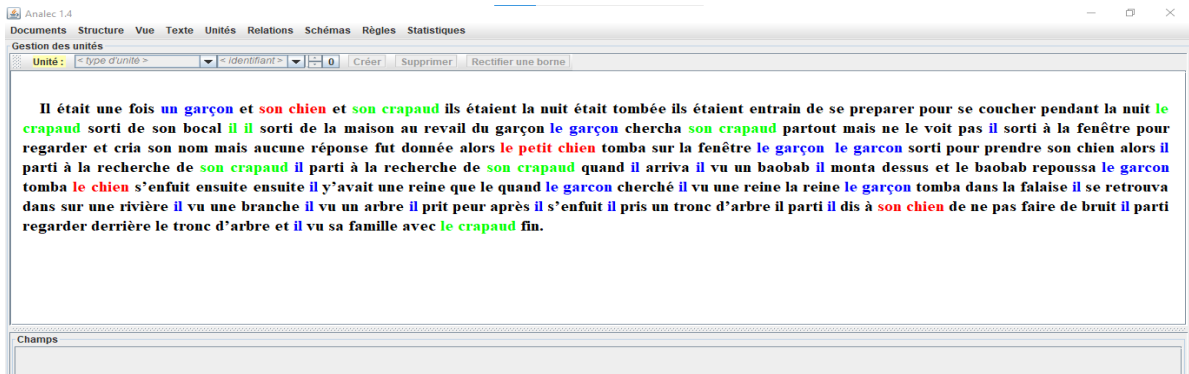 Analec 1.4
Documents Structure Vue Texte Unités Relations Schémas Règles Statistiques
Gestion des unités
Unité : < type d'unité > < identifiant > 0 Créer Supprimer Rectifier une borne
Il était une fois un garçon et son chien et son crapaud ils étaient la nuit était tombée ils étaient entrain de se preparer pour se coucher pendant la nuit le
crapaud sorti de son bocal il il sorti de la maison au revail du garçon le garçon chercha son crapaud partout mais ne le voit pas il sorti à la fenêtre pour
regarder et cria son nom mais aucune réponse fut donnée alors le petit chien tomba sur la fenêtre le garçon le garcon sorti pour prendre son chien alors il
parti à la recherche de son crapaud il parti à la recherche de son crapaud quand il arriva il vu un baobab il monta dessus et le baobab repoussa le garcon
tomba le chien s'enfuit ensuite ensuite il y'avait une reine que le quand le garcon cherché il vu une reine la reine le garçon tomba dans la falaise il se retrouva
dans sur une rivière il vu une branche il vu un arbre il prit peur après il s'enfuit il pris un tronc d'arbre il parti il dis à son chien de ne pas faire de bruit il parti
regarder derrière le tronc d'arbre et il vu sa famille avec le crapaud fin.
Champs